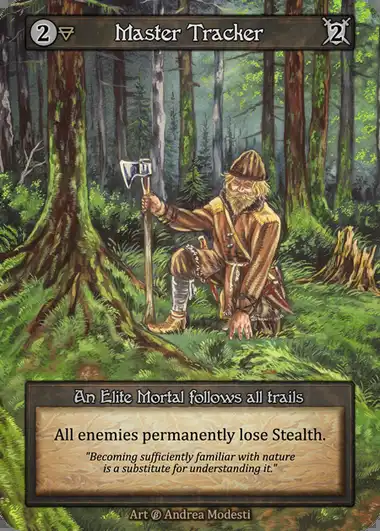 2
Master Tracker
2
An Elite Mortal follows all trails
All enemies permanently lose Stealth.
"Becoming sufficiently familiar with nature
is a substitute for understanding it."
Art @ Andrea Modesti